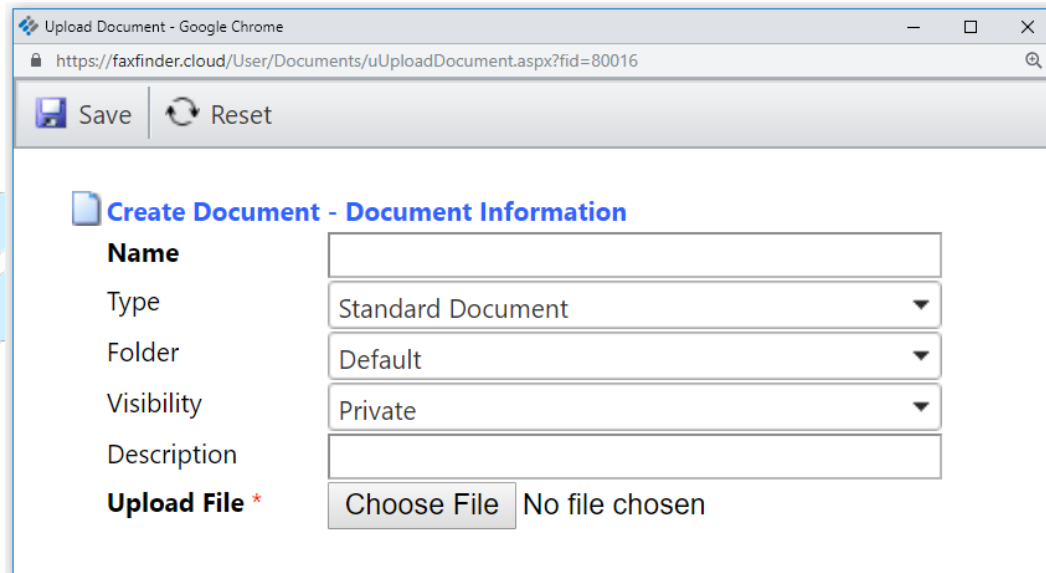 Upload Document - Google Chrome
https://faxfinder.cloud/User/Documents/uUploadDocument.aspx?fid=80016
Save Reset
Create Document - Document Information
Name
Type Standard Document
Folder Default
Visibility Private
Description
Upload File * Choose File No file chosen